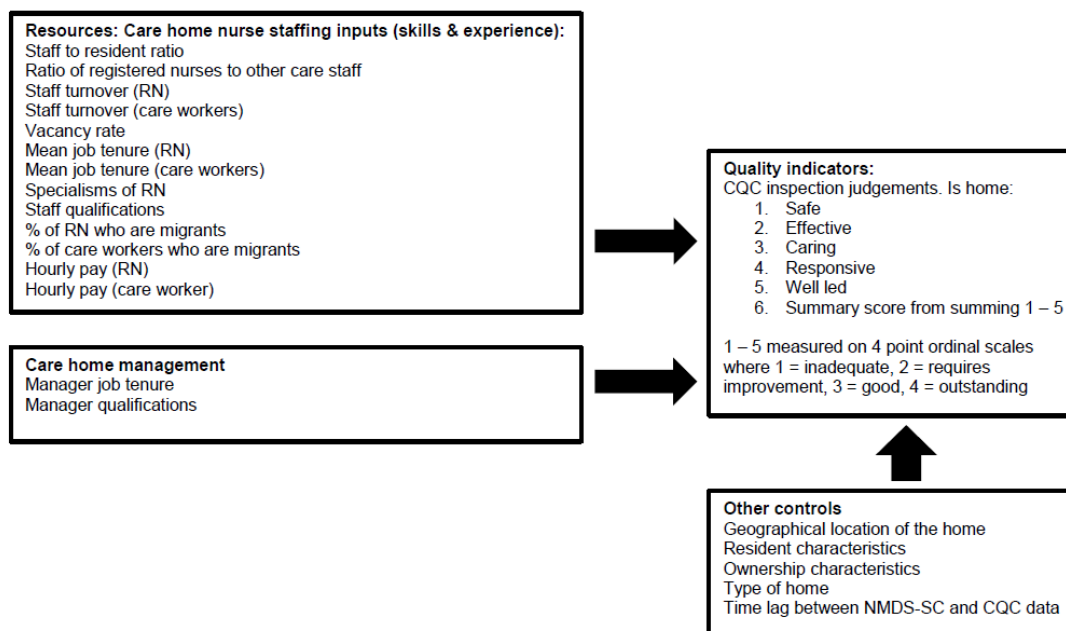 Resources: Care home nurse staffing inputs (skills & experience):
Staff to resident ratio
Ratio of registered nurses to other care staff
Staff turnover (RN)
Staff turnover (care workers)
Vacancy rate
Mean job tenure (RN)
Mean job tenure (care workers)
Specialisms of RN
Staff qualifications
% of RN who are migrants
% of care workers who are migrants
Hourly pay (RN)
Hourly pay (care worker)
Care home management
Manager job tenure
Manager qualifications
Quality indicators:
CQC inspection judgements. Is home:
1. Safe
2. Effective
3. Caring
4. Responsive
5. Well led
6. Summary score from summing 1 – 5
1 – 5 measured on 4 point ordinal scales
where 1 = inadequate, 2 = requires
improvement, 3 = good, 4 = outstanding
Other controls
Geographical location of the home
Resident characteristics
Ownership characteristics
Type of home
Time lag between NMDS-SC and CQC data